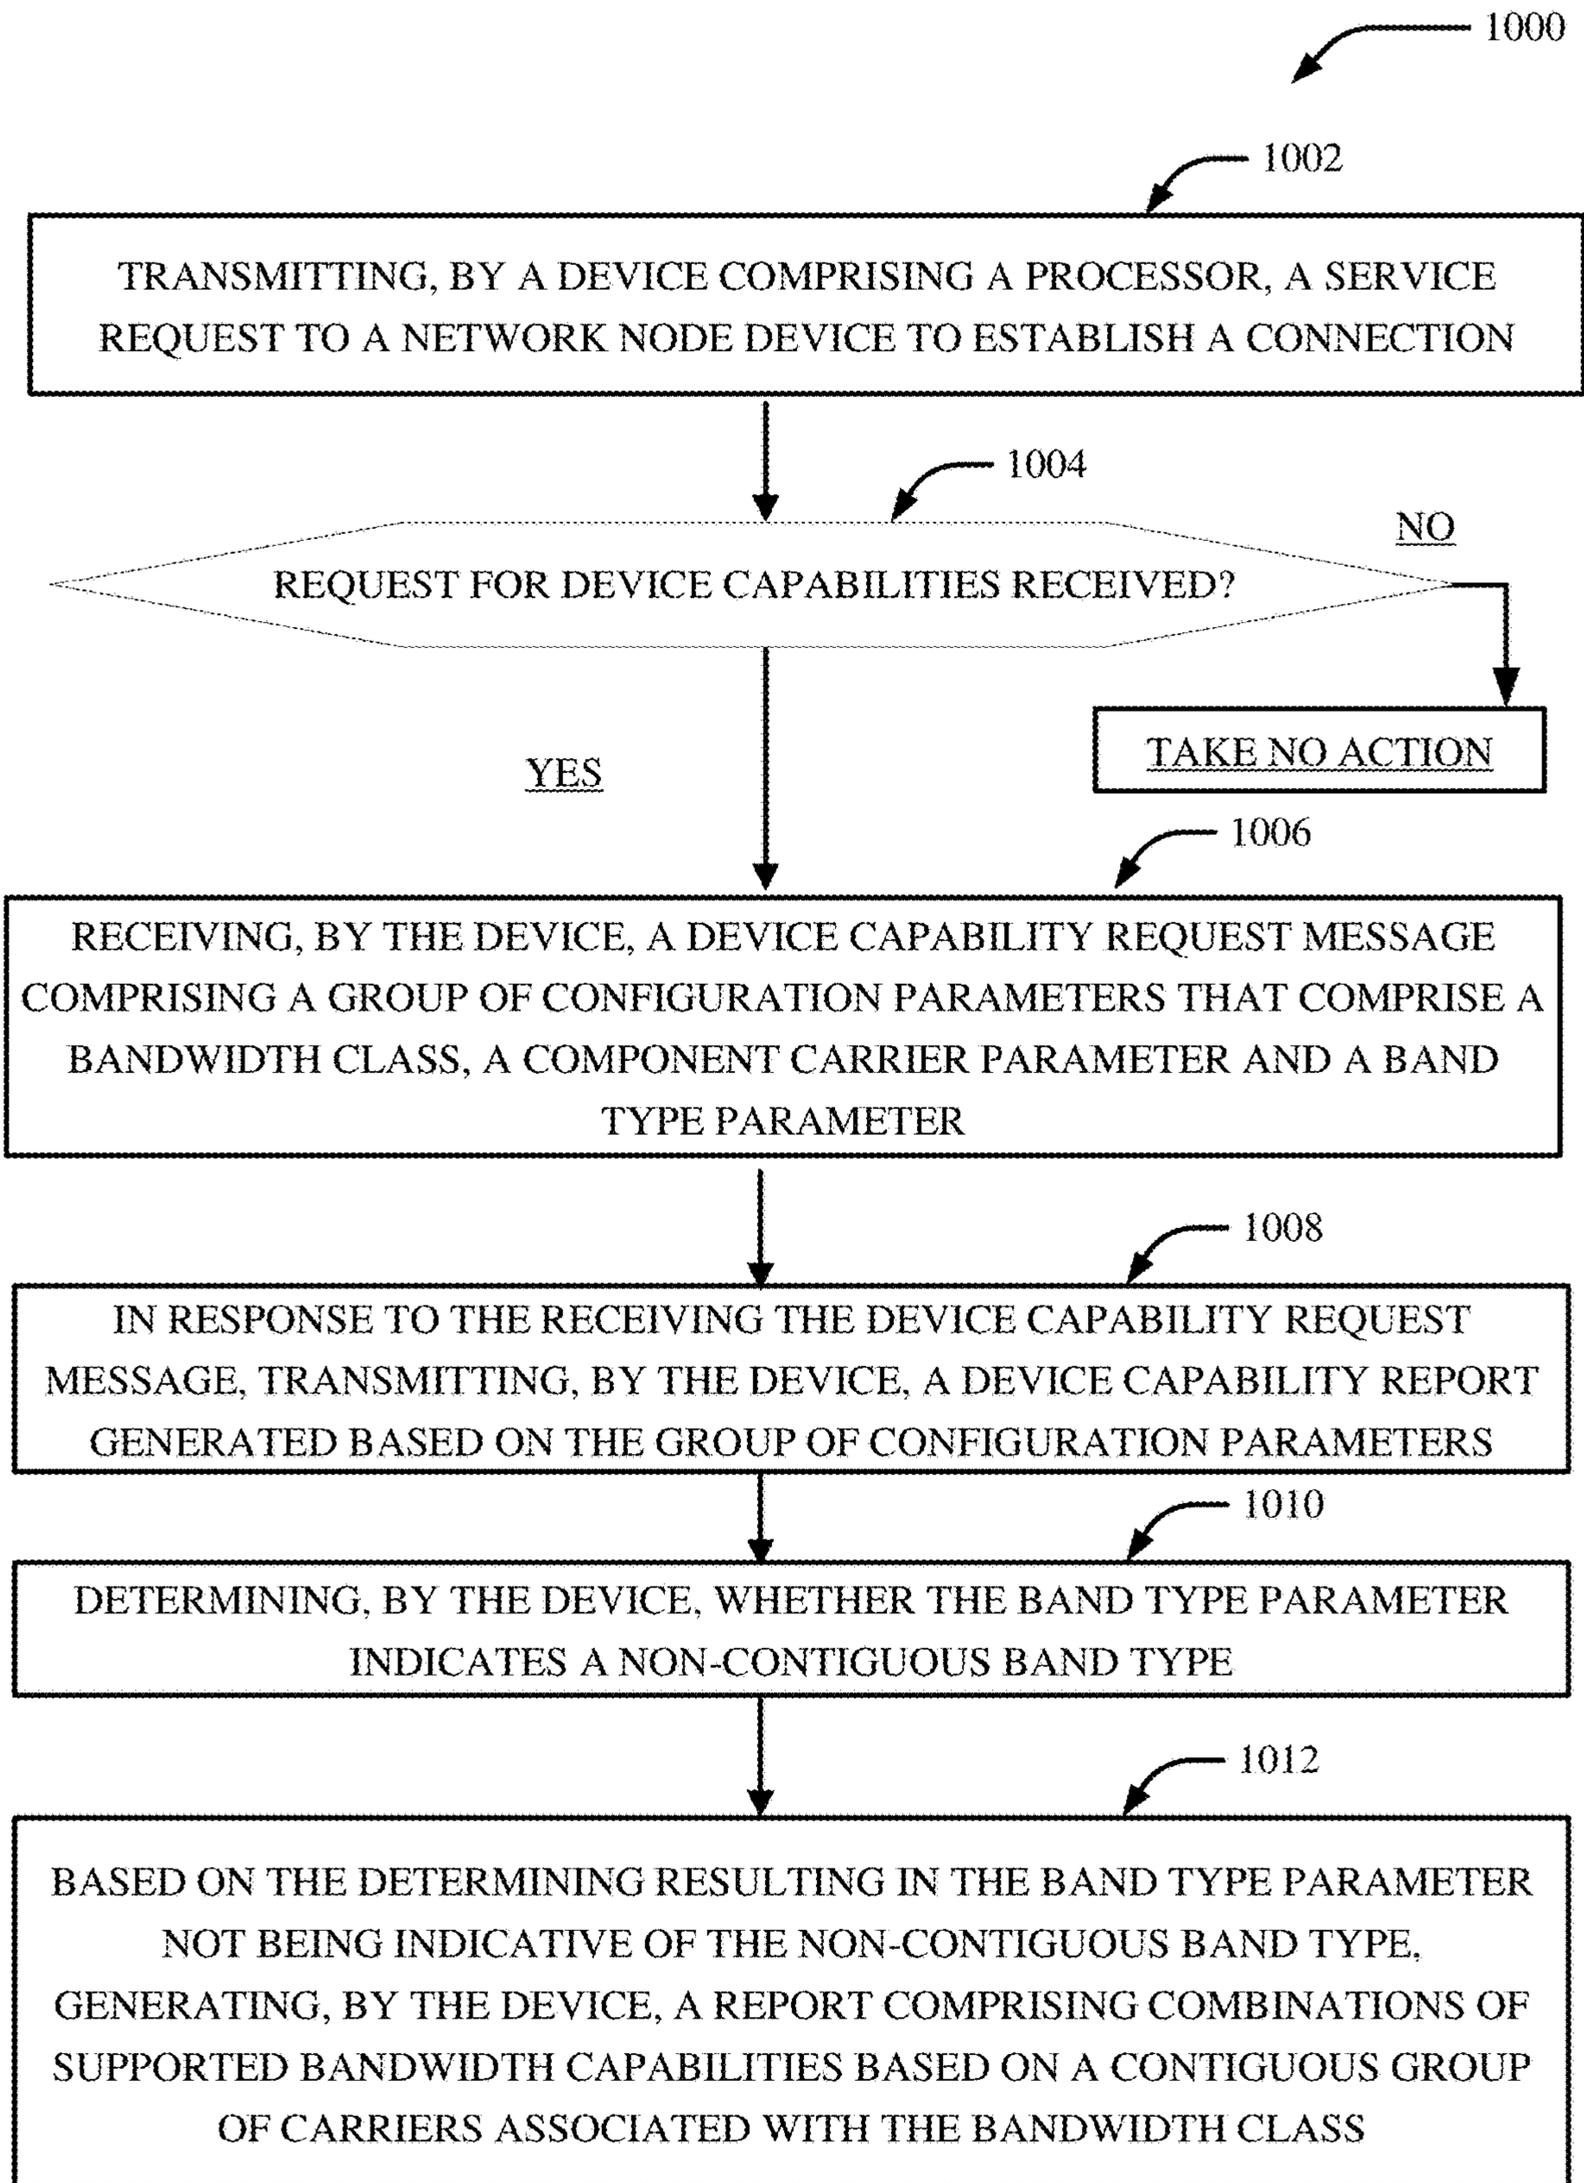 1000
1002
TRANSMITTING, BY A DEVICE COMPRISING A PROCESSOR, A SERVICE
REQUEST TO A NETWORK NODE DEVICE TO ESTABLISH A CONNECTION
1004
NO
REQUEST FOR DEVICE CAPABILITIES RECEIVED?
TAKE NO ACTION
YES
1006
RECEIVING, BY THE DEVICE, A DEVICE CAPABILITY REQUEST MESSAGE
COMPRISING A GROUP OF CONFIGURATION PARAMETERS THAT COMPRISE A
BANDWIDTH CLASS, A COMPONENT CARRIER PARAMETER AND A BAND
TYPE PARAMETER
1008
IN RESPONSE TO THE RECEIVING THE DEVICE CAPABILITY REQUEST
MESSAGE, TRANSMITTING, BY THE DEVICE, A DEVICE CAPABILITY REPORT
GENERATED BASED ON THE GROUP OF CONFIGURATION PARAMETERS
1010
DETERMINING, BY THE DEVICE, WHETHER THE BAND TYPE PARAMETER
INDICATES A NON-CONTIGUOUS BAND TYPE
1012
BASED ON THE DETERMINING RESULTING IN THE BAND TYPE PARAMETER
NOT BEING INDICATIVE OF THE NON-CONTIGUOUS BAND TYPE,
GENERATING, BY THE DEVICE, A REPORT COMPRISING COMBINATIONS OF
SUPPORTED BANDWIDTH CAPABILITIES BASED ON A CONTIGUOUS GROUP
OF CARRIERS ASSOCIATED WITH THE BANDWIDTH CLASS